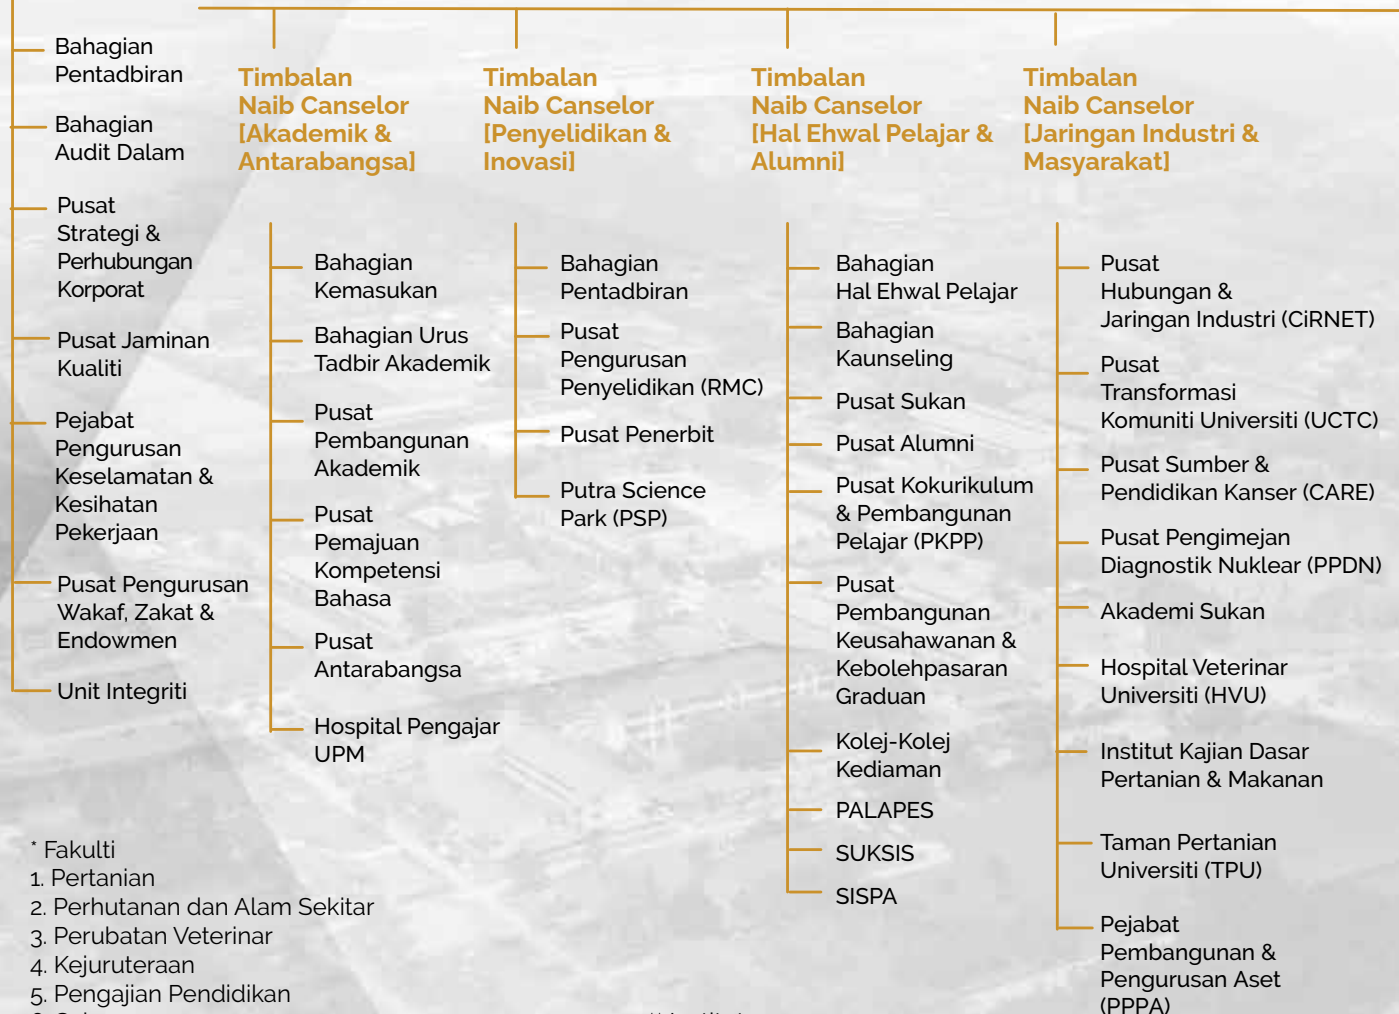 Bahagian
Pentadbiran
Bahagian
Audit Dalam
Pusat
Strategi &
Perhubungan
Korporat
Pusat Jaminan
Kualiti
Pejabat
Pengurusan
Keselamatan &
Kesihatan
Pekerjaan
Pusat Pengurusan
Wakaf, Zakat &
Endowmen
Unit Integriti
Timbalan
Naib Canselor
[Akademik &
Antarabangsa]
Bahagian
Kemasukan
Bahagian Urus
Tadbir Akademik
Pusat
Pembangunan
Akademik
Pusat
Pemajuan
Kompetensi
Bahasa
Pusat
Antarabangsa
Hospital Pengajar
UPM
Timbalan
Naib Canselor
[Penyelidikan &
Inovasi]
Bahagian
Pentadbiran
Pusat
Pengurusan
Penyelidikan (RMC)
Pusat Penerbit
Putra Science
Park (PSP)
Timbalan
Naib Canselor
[Hal Ehwal Pelajar &
Alumni]
Bahagian
Hal Ehwal Pelajar
Bahagian
Kaunseling
Pusat Sukan
Pusat Alumni
Pusat Kokurikulum
& Pembangunan
Pelajar (PKPP)
Pusat
Pembangunan
Keusahawanan &
Kebolehpasaran
Graduan
Kolej-Kolej
Kediaman
PALAPES
SUKSIS
SISPA
Timbalan
Naib Canselor
[Jaringan Industri &
Masyarakat]
Pusat
Hubungan &
Jaringan Industri (CiRNET)
Pusat
Transformasi
Komuniti Universiti (UCTC)
Pusat Sumber &
Pendidikan Kanser (CARE)
Pusat Pengimejan
Diagnostik Nuklear (PPDN)
Akademi Sukan
Hospital Veterinar
Universiti (HVU)
Institut Kajian Dasar
Pertanian & Makanan
Taman Pertanian
Universiti (TPU)
Pejabat
Pembangunan &
Pengurusan Aset
(PPPA)
* Fakulti
1. Pertanian
2. Perhutanan dan Alam Sekitar
3. Perubatan Veterinar
4. Kejuruteraan
5. Pengajian Pendidikan